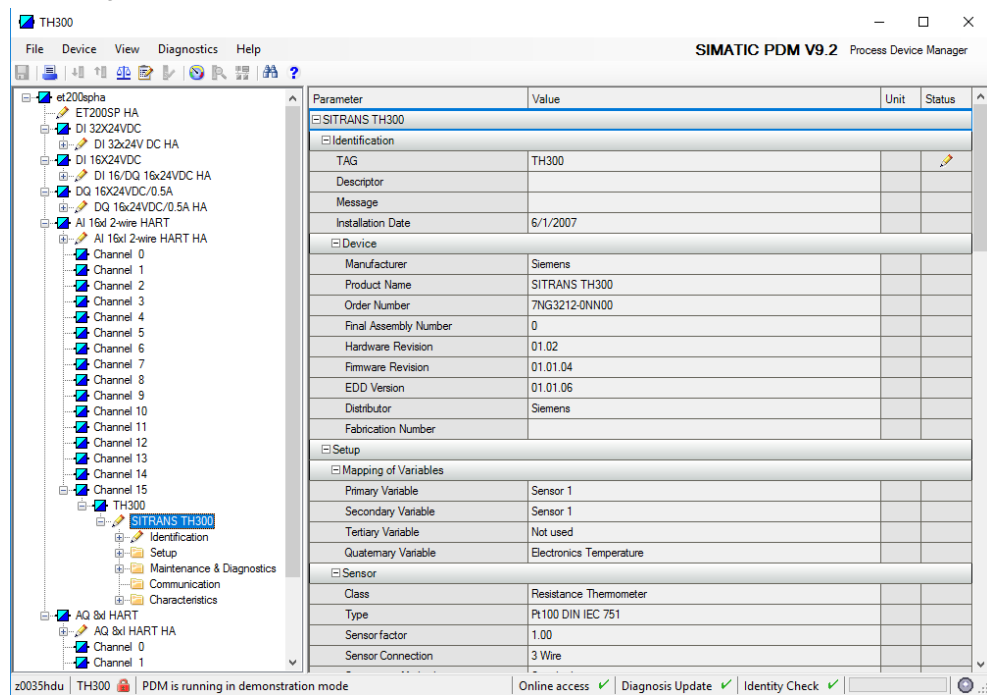 TH300
File Device View Diagnostics Help SIMATIC PDM V9.2 Process Device Manager
et200spha
ET200SP HA
DI 32X24VDC
DI 32x24V DC HA
DI 16X24VDC
DI 16/DQ 16x24VDC HA
DQ 16X24VDC/0.5A
DQ 16x24VDC/0.5A HA
AI 16xI 2-wire HART
AI 16xI 2-wire HART HA
Channel 0
Channel 1
Channel 2
Channel 3
Channel 4
Channel 5
Channel 6
Channel 7
Channel 8
Channel 9
Channel 10
Channel 11
Channel 12
Channel 13
Channel 14
Channel 15
TH300
SITRANS TH300
Identification
Setup
Maintenance & Diagnostics
Communication
Characteristics
AQ 8xI HART
AQ 8xI HART HA
Channel 0
Channel 1
Parameter Value Unit Status
SITRANS TH300
Identification
TAG TH300
Descriptor
Message
Installation Date 6/1/2007
Device
Manufacturer Siemens
Product Name SITRANS TH300
Order Number 7NG3212-0NN00
Final Assembly Number 0
Hardware Revision 01.02
Firmware Revision 01.01.04
EDD Version 01.01.06
Distributor Siemens
Fabrication Number
Setup
Mapping of Variables
Primary Variable Sensor 1
Secondary Variable Sensor 1
Tertiary Variable Not used
Quaternary Variable Electronics Temperature
Sensor
Class Resistance Thermometer
Type Pt100 DIN IEC 751
Sensorfactor 1.00
Sensor Connection 3 Wire
z0035hdu TH300 PDM is running in demonstration mode Online access Diagnosis Update Identity Check